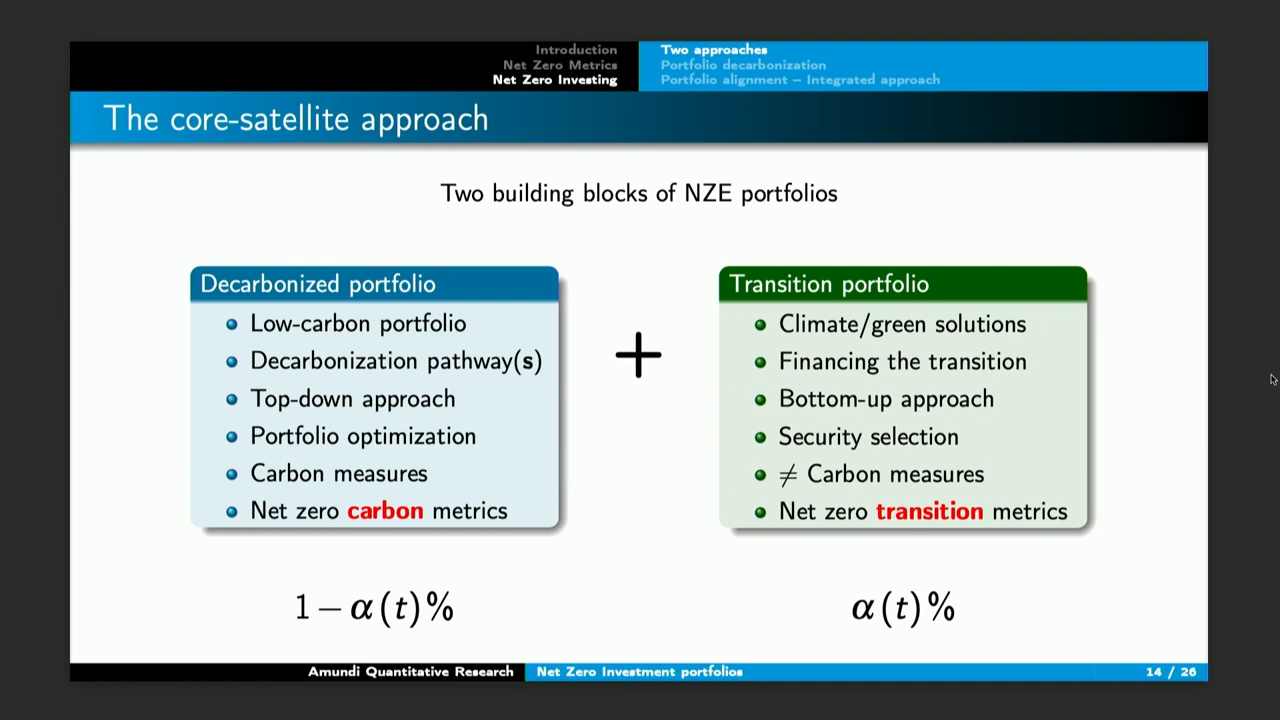 Introduction
Net Zero Metrics
Net Zero Investing
Two approaches
Portfolio decarbonization
Portfolio alignment – Integrated approach
The core-satellite approach
Two building blocks of NZE portfolios
Decarbonized portfolio
Low-carbon portfolio
Decarbonization pathway(s)
Top-down approach
Portfolio optimization
Carbon measures
Net zero carbon metrics
+
Transition portfolio
Climate/green solutions
Financing the transition
Bottom-up approach
Security selection
≠ Carbon measures
Net zero transition metrics
1 − α(t)%
α(t)%
Amundi Quantitative Research
Net Zero Investment portfolios
14 / 26